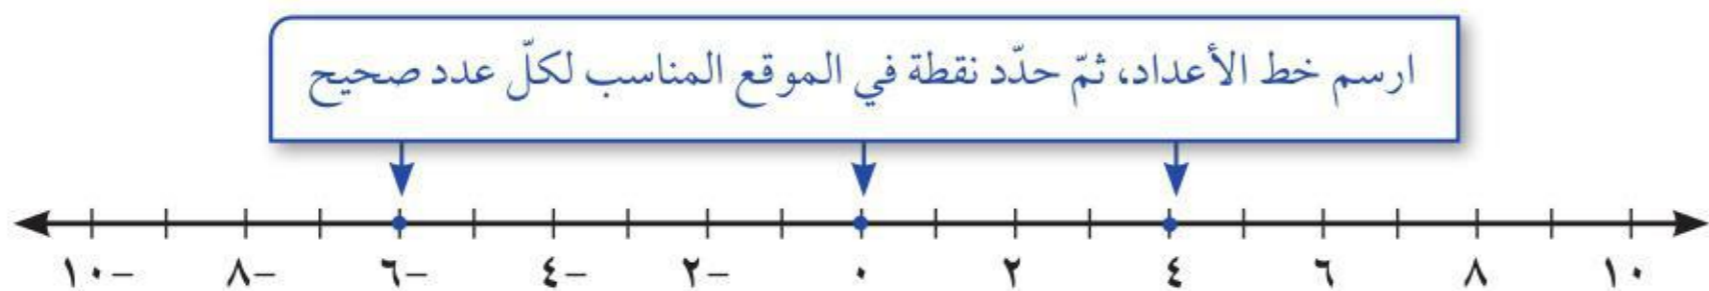 ارسم خط الأعداد، ثمّ حدّد نقطة في الموقع المناسب لكلّ عدد صحيح
١٠− ٨− ٦− ٤− ٢− ٠ ٢ ٤ ٦ ٨ ١٠